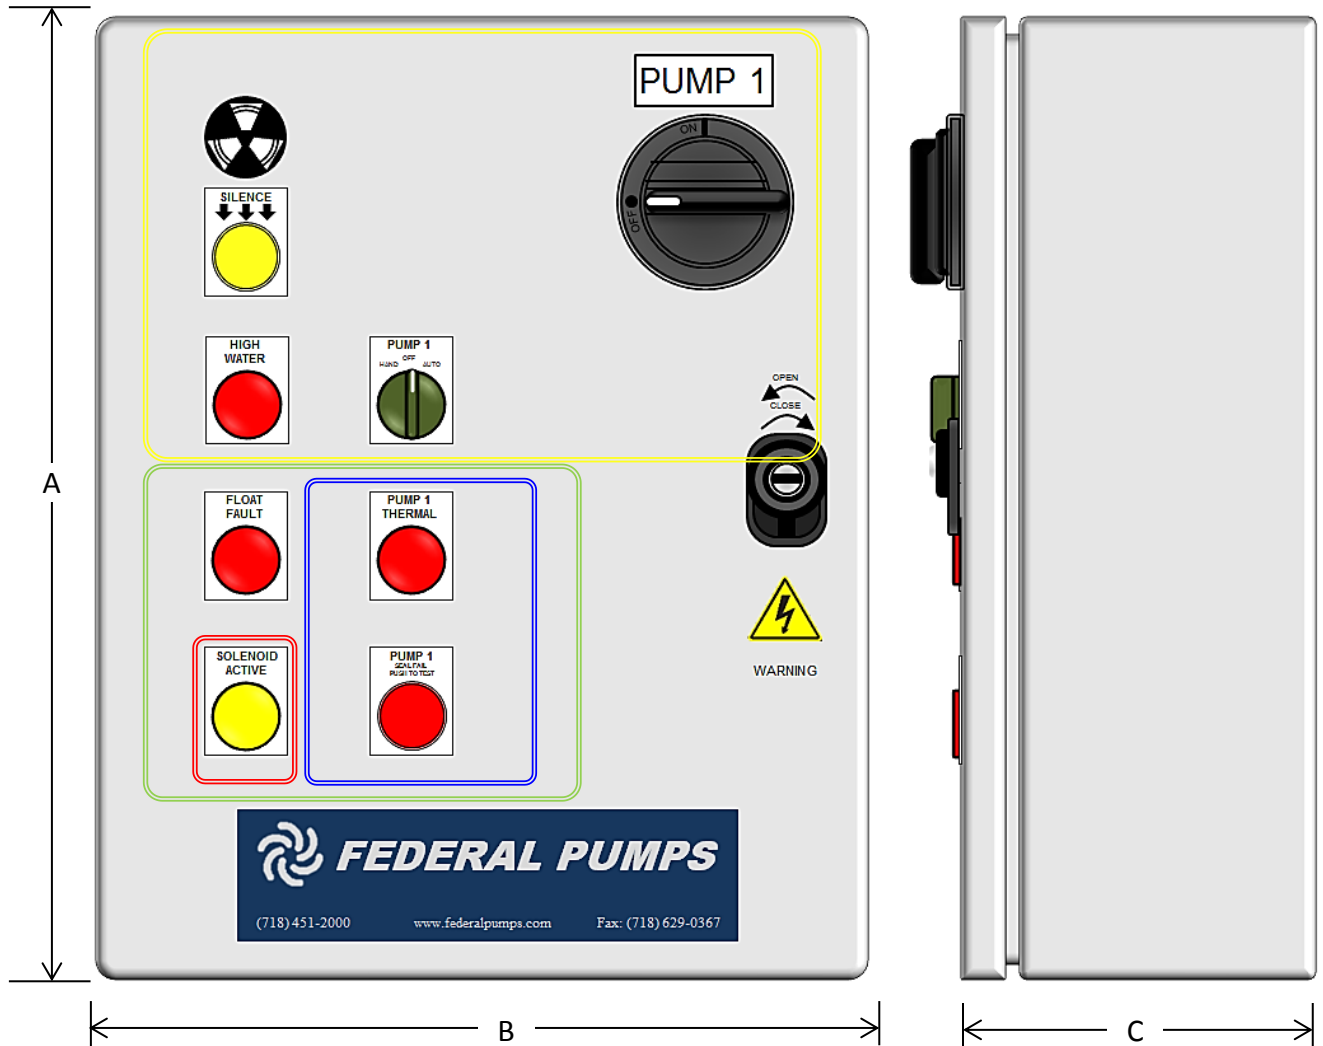 PUMP 1
ON
OFF
SILENCE
HIGH
WATER
PUMP 1
OFF
HAND
AUTO
OPEN
CLOSE
A
FLOAT
FAULT
PUMP 1
THERMAL
SOLENOID
ACTIVE
PUMP 1
SEAL FAIL
PUSH TO TEST
WARNING
FEDERAL PUMPS
(718) 451-2000 www.federalpumps.com Fax: (718) 629-0367
B
C